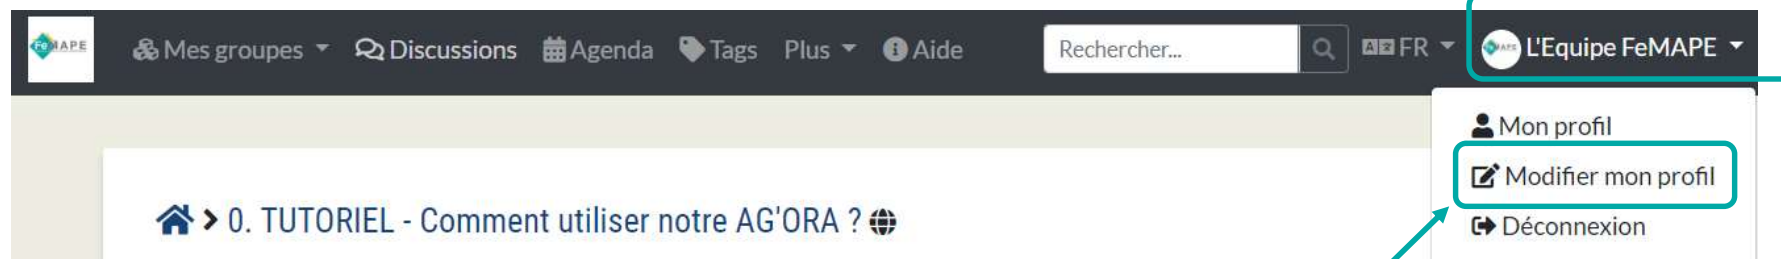 FeMAPE Mes groupes Discussions Agenda Tags Plus Aide Rechercher... FR L'Equipe FeMAPE
Mon profil
Modifier mon profil
0. TUTORIEL - Comment utiliser notre AG'ORA ?
Déconnexion